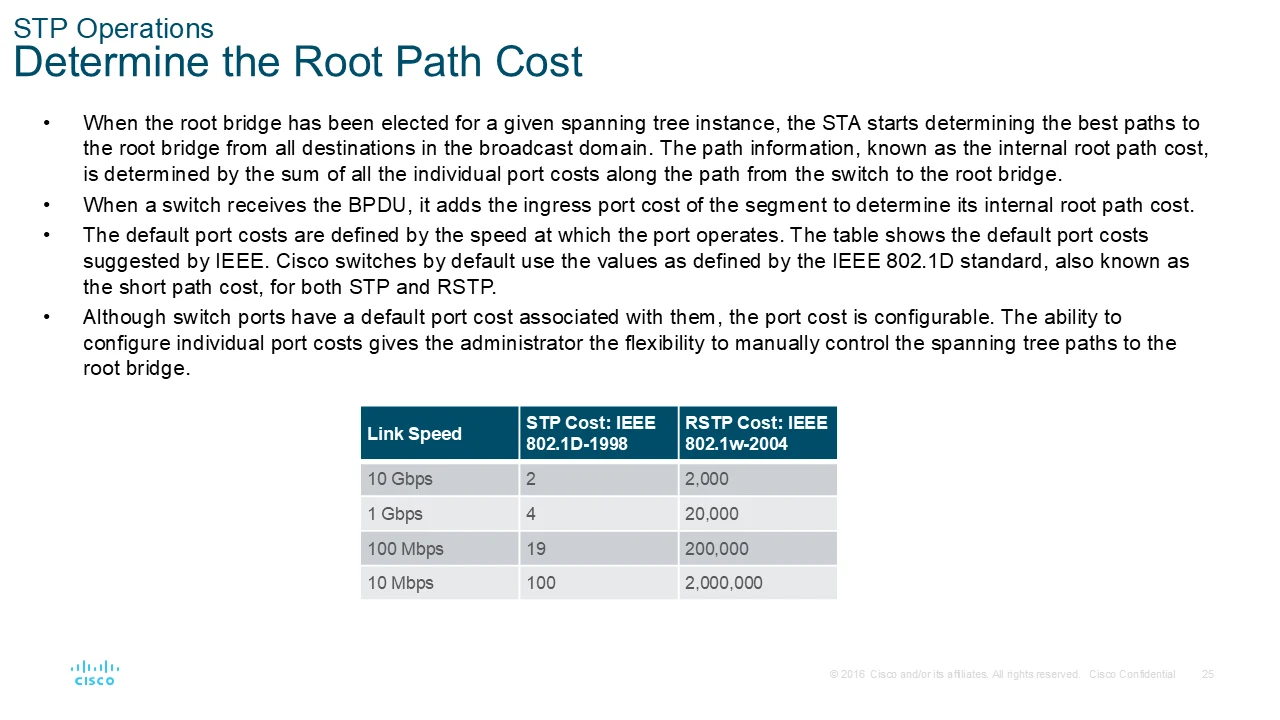 STP Operations
Determine the Root Path Cost
• When the root bridge has been elected for a given spanning tree instance, the STA starts determining the best paths to
the root bridge from all destinations in the broadcast domain. The path information, known as the internal root path cost,
is determined by the sum of all the individual port costs along the path from the switch to the root bridge.
• When a switch receives the BPDU, it adds the ingress port cost of the segment to determine its internal root path cost.
• The default port costs are defined by the speed at which the port operates. The table shows the default port costs
suggested by IEEE. Cisco switches by default use the values as defined by the IEEE 802.1D standard, also known as
the short path cost, for both STP and RSTP.
• Although switch ports have a default port cost associated with them, the port cost is configurable. The ability to
configure individual port costs gives the administrator the flexibility to manually control the spanning tree paths to the
root bridge.
Link Speed STP Cost: IEEE 802.1D-1998 RSTP Cost: IEEE 802.1w-2004
10 Gbps 2 2,000
1 Gbps 4 20,000
100 Mbps 19 200,000
10 Mbps 100 2,000,000
CISCO
© 2016 Cisco and/or its affiliates. All rights reserved. Cisco Confidential 25